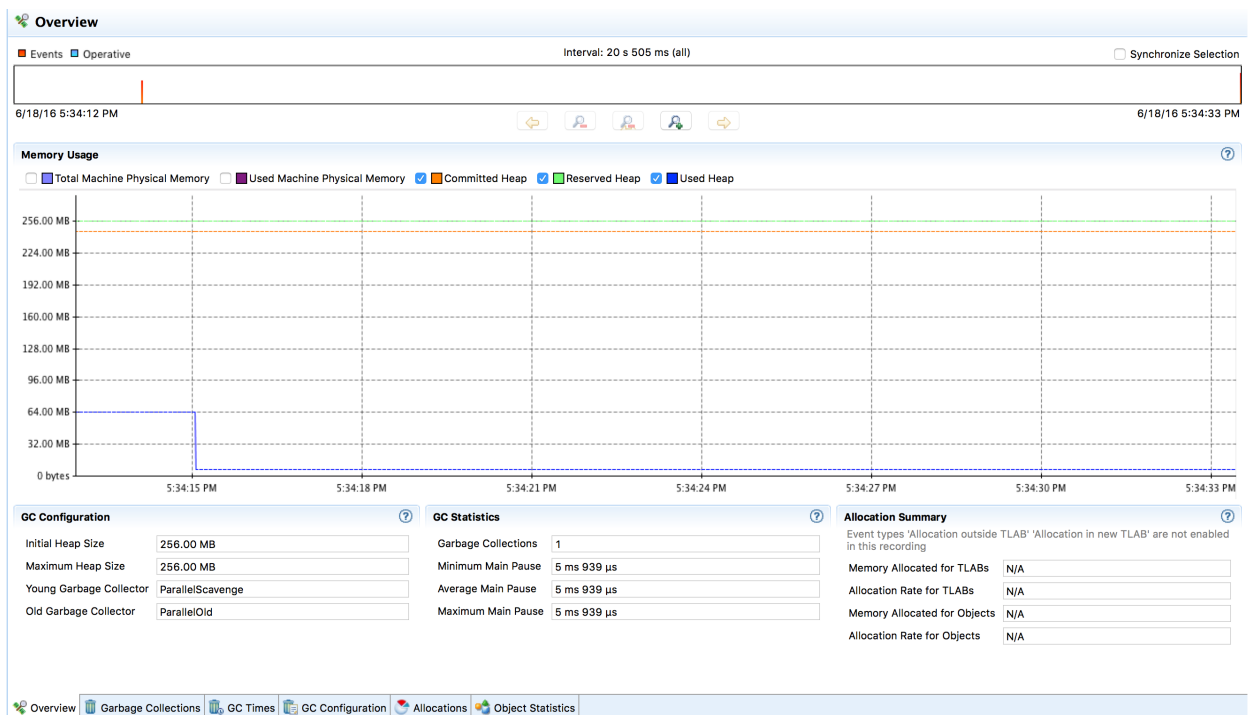 Overview
Events Operative Interval: 20 s 505 ms (all) Synchronize Selection
6/18/16 5:34:12 PM 6/18/16 5:34:33 PM
Memory Usage
Total Machine Physical Memory Used Machine Physical Memory Committed Heap Reserved Heap Used Heap
256.00 MB
224.00 MB
192.00 MB
160.00 MB
128.00 MB
96.00 MB
64.00 MB
32.00 MB
0 bytes
5:34:15 PM 5:34:18 PM 5:34:21 PM 5:34:24 PM 5:34:27 PM 5:34:30 PM 5:34:33 PM
GC Configuration
Initial Heap Size 256.00 MB
Maximum Heap Size 256.00 MB
Young Garbage Collector ParallelScavenge
Old Garbage Collector ParallelOld
GC Statistics
Garbage Collections 1
Minimum Main Pause 5 ms 939 µs
Average Main Pause 5 ms 939 µs
Maximum Main Pause 5 ms 939 µs
Allocation Summary
Event types 'Allocation outside TLAB' 'Allocation in new TLAB' are not enabled
in this recording
Memory Allocated for TLABs N/A
Allocation Rate for TLABs N/A
Memory Allocated for Objects N/A
Allocation Rate for Objects N/A
Overview Garbage Collections GC Times GC Configuration Allocations Object Statistics